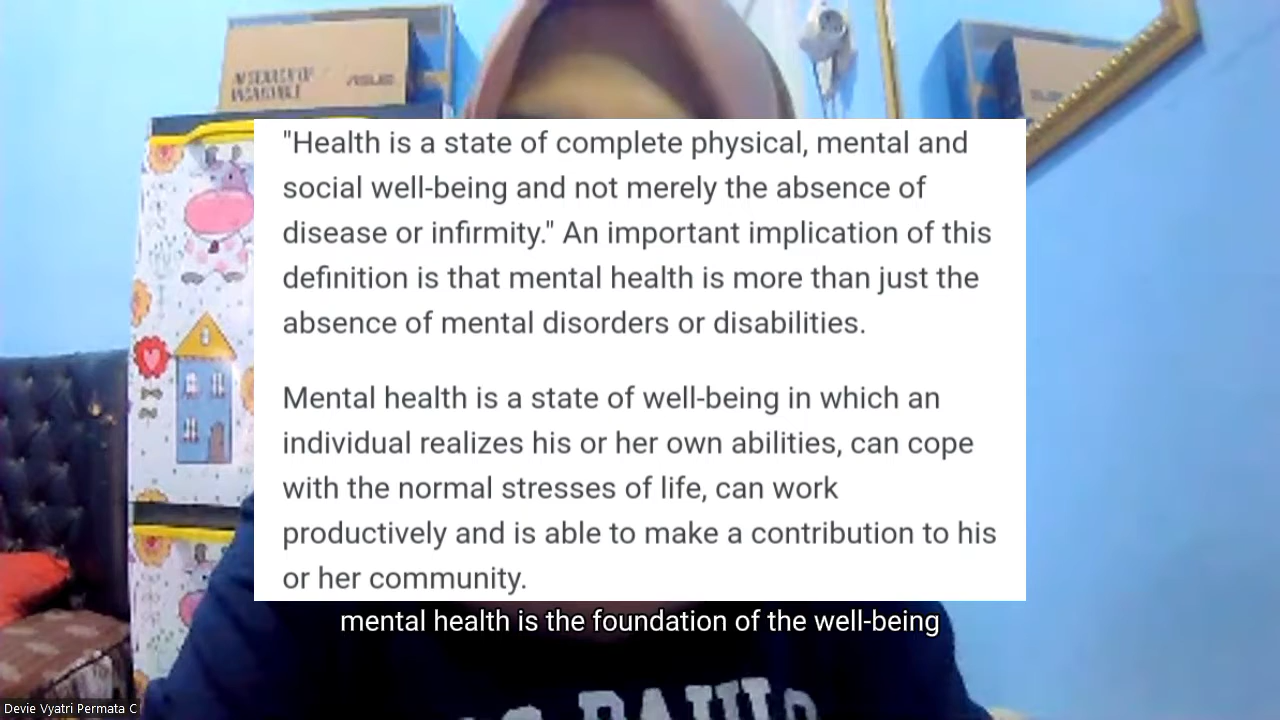 IN SEARCH OF
INCREDIBLE
ASUS
"Health is a state of complete physical, mental and
social well-being and not merely the absence of
disease or infirmity." An important implication of this
definition is that mental health is more than just the
absence of mental disorders or disabilities.
Mental health is a state of well-being in which an
individual realizes his or her own abilities, can cope
with the normal stresses of life, can work
productively and is able to make a contribution to his
or her community.
mental health is the foundation of the well-being
Devie Vyatri Permata C